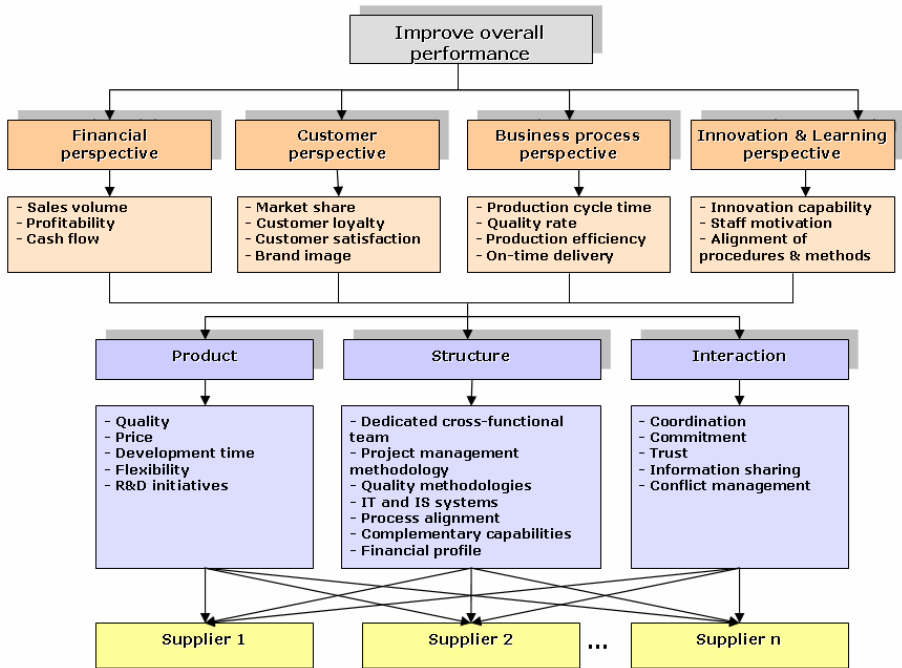 Improve overall
performance
Financial
perspective
Customer
perspective
Business process
perspective
Innovation & Learning
perspective
- Sales volume
- Profitability
- Cash flow
- Market share
- Customer loyalty
- Customer satisfaction
- Brand image
- Production cycle time
- Quality rate
- Production efficiency
- On-time delivery
- Innovation capability
- Staff motivation
- Alignment of
procedures & methods
Product
Structure
Interaction
- Quality
- Price
- Development time
- Flexibility
- R&D initiatives
- Dedicated cross-functional
team
- Project management
methodology
- Quality methodologies
- IT and IS systems
- Process alignment
- Complementary capabilities
- Financial profile
- Coordination
- Commitment
- Trust
- Information sharing
- Conflict management
Supplier 1
Supplier 2
...
Supplier n